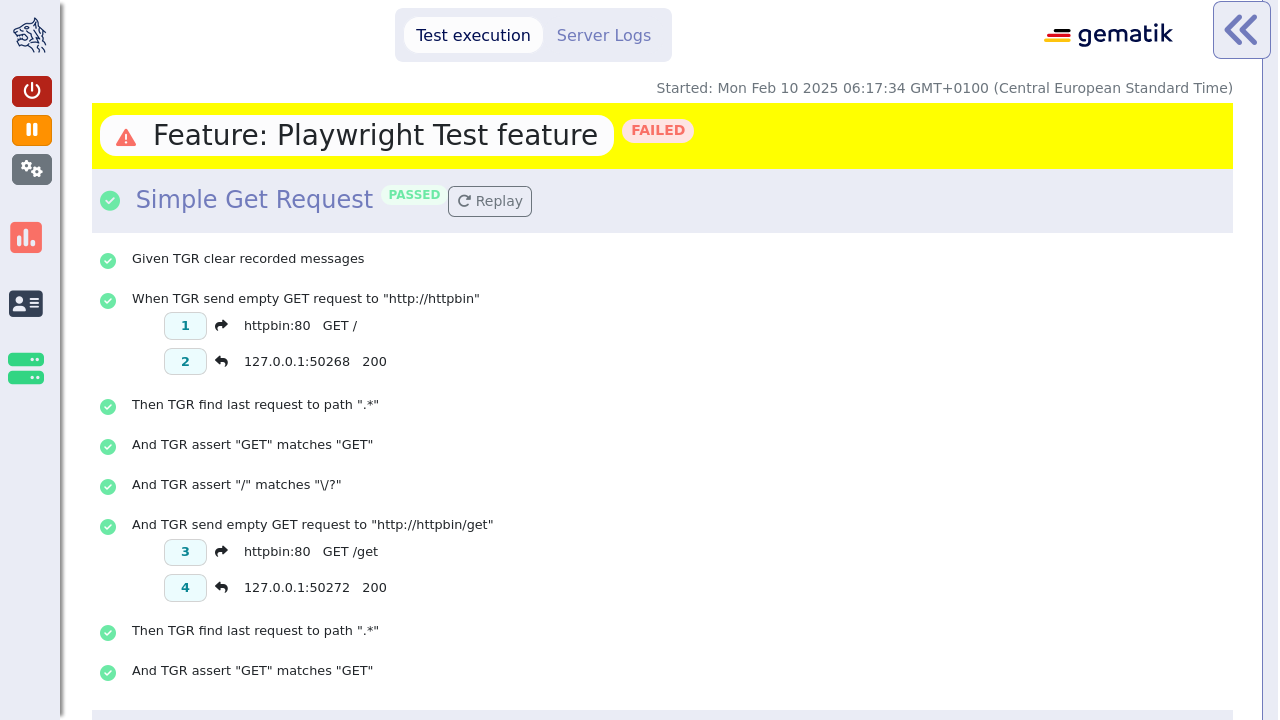 Test execution
Server Logs
gematik
Started: Mon Feb 10 2025 06:17:34 GMT+0100 (Central European Standard Time)
Feature: Playwright Test feature FAILED
Simple Get Request PASSED Replay
Given TGR clear recorded messages
When TGR send empty GET request to "http://httpbin"
1 httpbin:80 GET /
2 127.0.0.1:50268 200
Then TGR find last request to path ".*"
And TGR assert "GET" matches "GET"
And TGR assert "/" matches "\/?"
And TGR send empty GET request to "http://httpbin/get"
3 httpbin:80 GET /get
4 127.0.0.1:50272 200
Then TGR find last request to path ".*"
And TGR assert "GET" matches "GET"